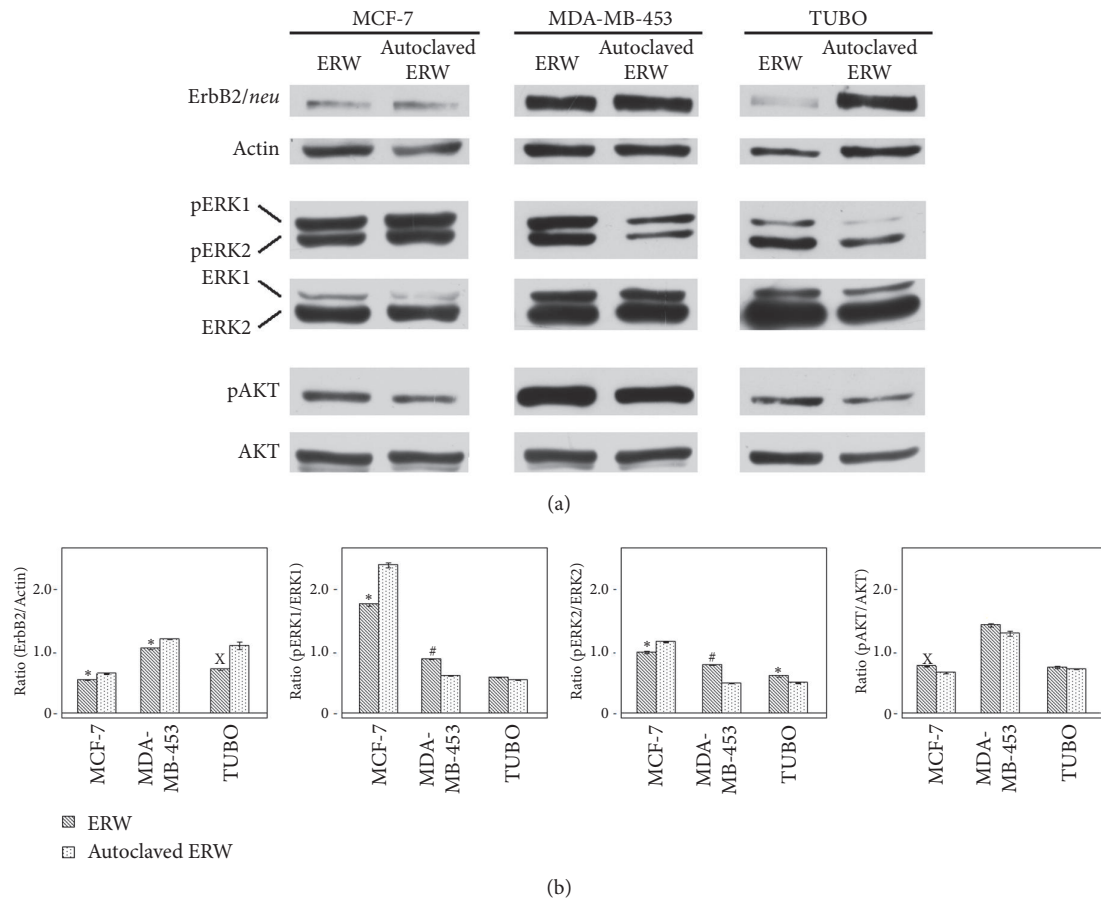 MCF-7 MDA-MB-453 TUBO
ERW Autoclaved ERW ERW Autoclaved ERW ERW Autoclaved ERW
ErbB2/neu
Actin
pERK1
pERK2
ERK1
ERK2
pAKT
AKT
(a)
Ratio (ErbB2/Actin)
2.0
1.0
0
* * X
MCF-7
MDA-
MB-453
TUBO
Ratio (pERK1/ERK1)
2.0
1.0
0
* #
MCF-7
MDA-
MB-453
TUBO
Ratio (pERK2/ERK2)
2.0
1.0
0
* # *
MCF-7
MDA-
MB-453
TUBO
Ratio (pAKT/AKT)
2.0
1.0
0
X
MCF-7
MDA-
MB-453
TUBO
ERW
Autoclaved ERW
(b)